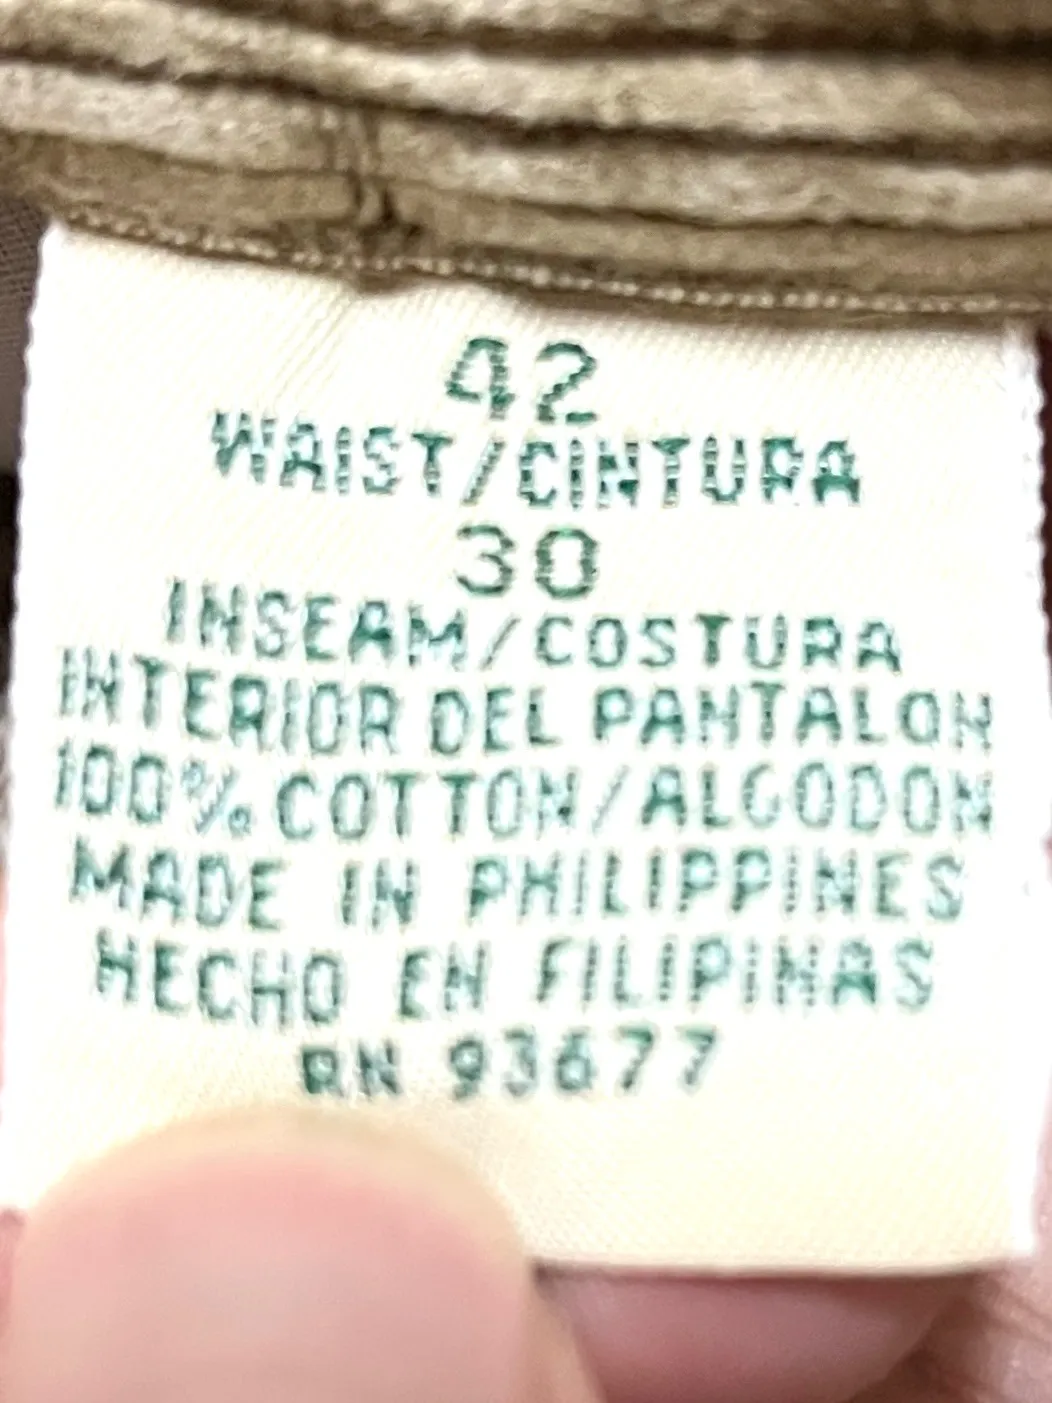 42
WAIST/CINTURA
30
INSEAM/COSTURA
INTERIOR DEL PANTALON
100% COTTON/ALGODON
MADE IN PHILIPPINES
HECHO EN FILIPINAS
RN 93677